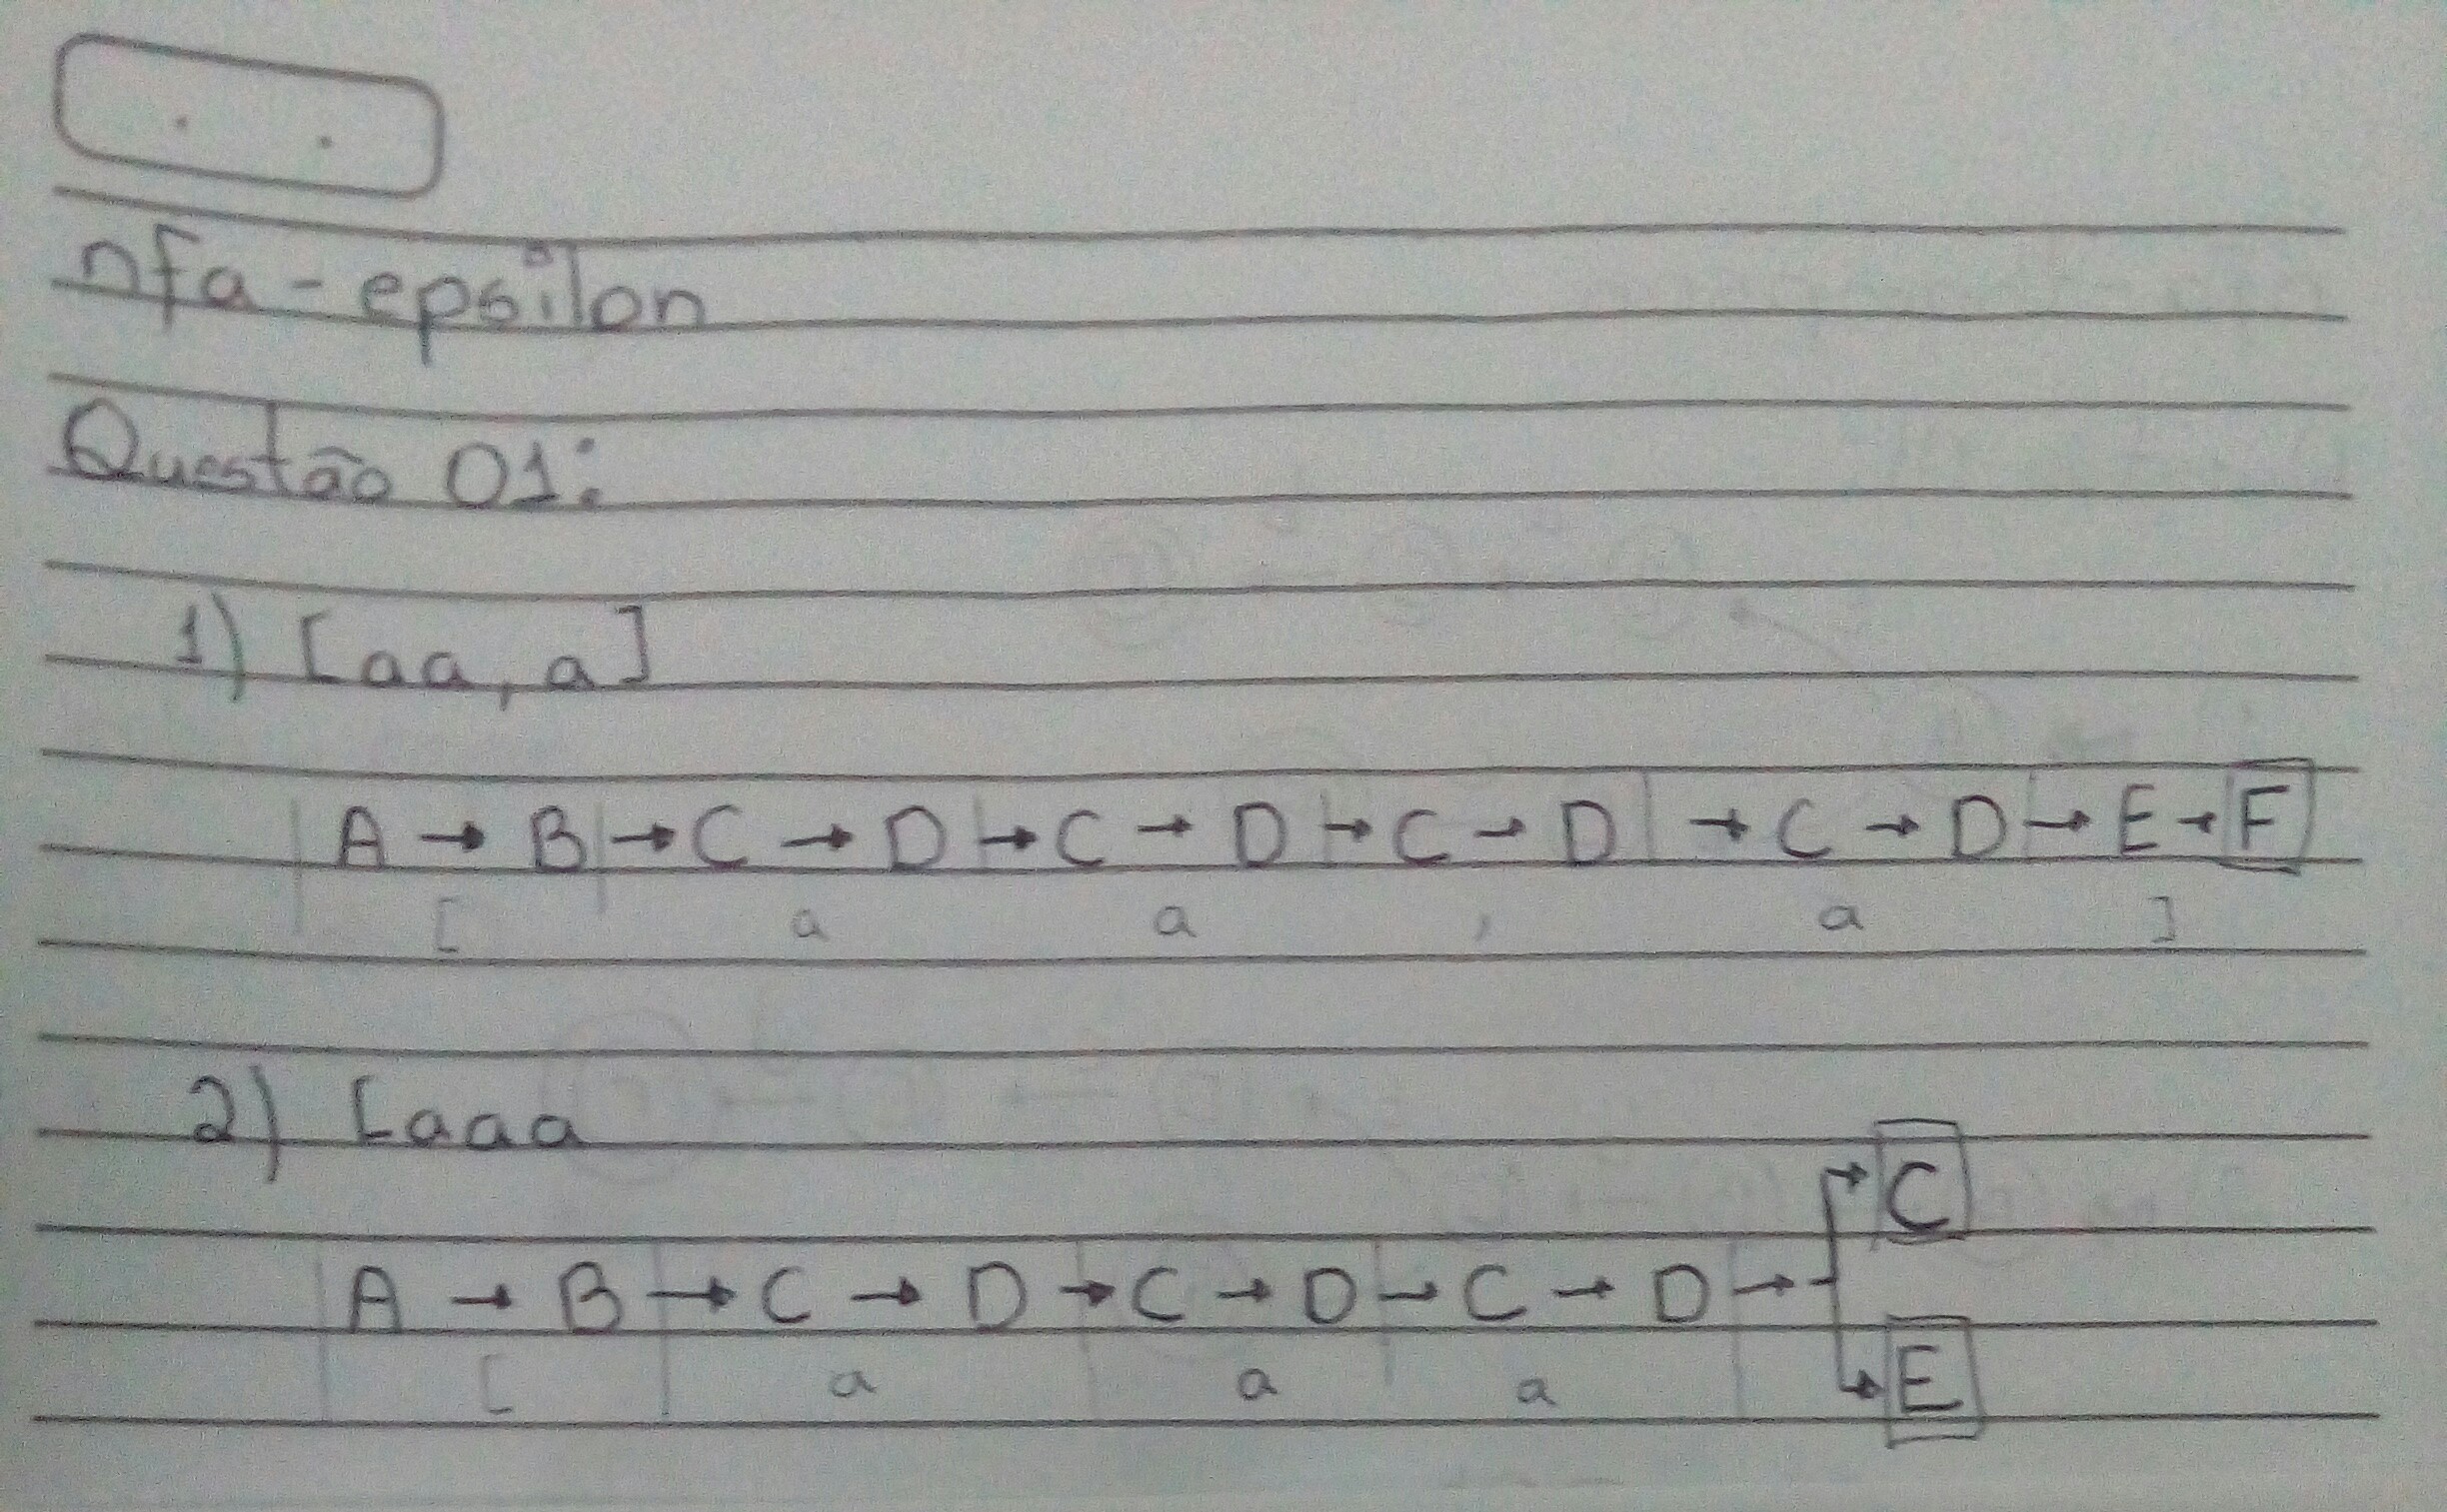 nfa-epsilon
Questão 01:
1) [aa, a]
A → B → C → D → C → D → C → D → C → D → E → F
[ a a , a ]
2) [aaa
C
A → B → C → D → C → D → C → D →
E
[ a a a